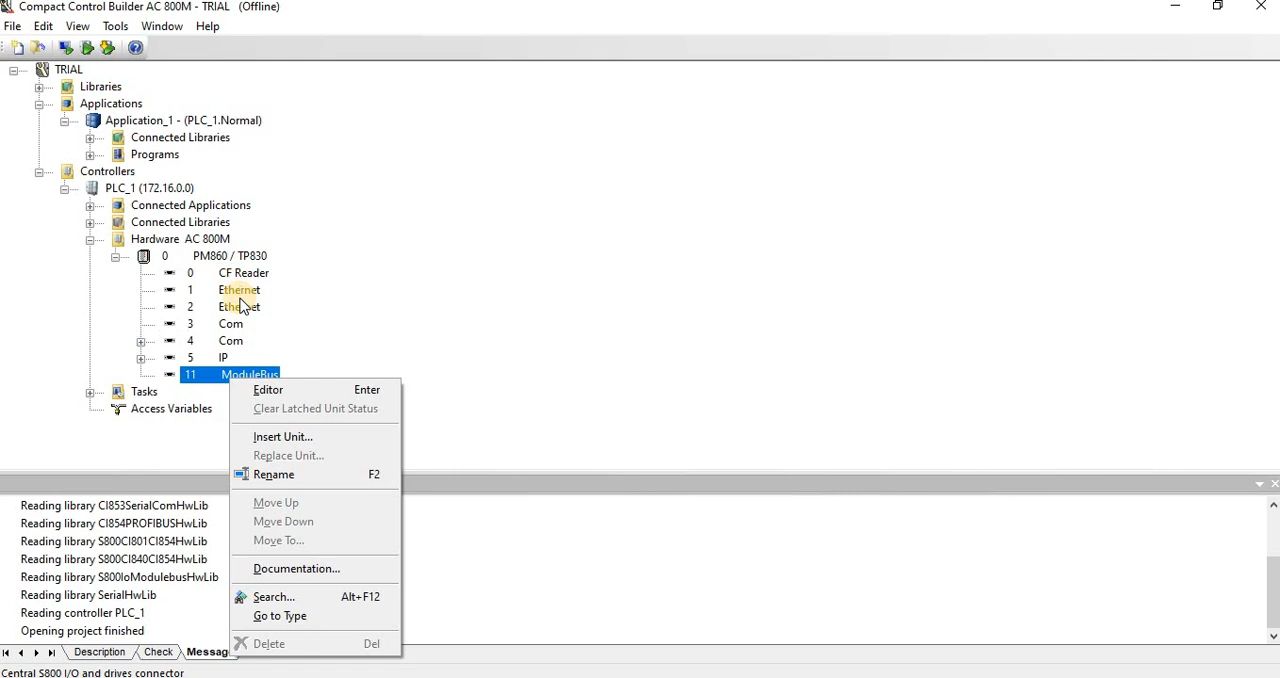 Compact Control Builder AC 800M - TRIAL (Offline)
File Edit View Tools Window Help
TRIAL
Libraries
Applications
Application_1 - (PLC_1.Normal)
Connected Libraries
Programs
Controllers
PLC_1 (172.16.0.0)
Connected Applications
Connected Libraries
Hardware AC 800M
0 PM860 / TP830
0 CF Reader
1 Ethernet
2 Ethernet
3 Com
4 Com
5 IP
11 ModuleBus
Tasks
Access Variables
Editor Enter
Clear Latched Unit Status
Insert Unit...
Replace Unit...
Rename F2
Move Up
Move Down
Move To...
Documentation...
Search... Alt+F12
Go to Type
Delete Del
Reading library CI853SerialComHwLib
Reading library CI854PROFIBUSHwLib
Reading library S800CI801CI854HwLib
Reading library S800CI840CI854HwLib
Reading library S800IoModulebusHwLib
Reading library SerialHwLib
Reading controller PLC_1
Opening project finished
Description Check Messag
Central S800 I/O and drives connector